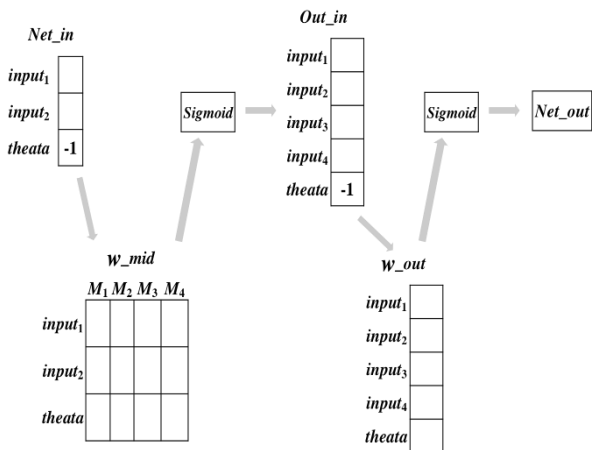 Net_in
input1
input2
theata -1
Sigmoid
Out_in
input1
input2
input3
input4
theata -1
Sigmoid
Net_out
w_mid
M1 M2 M3 M4
input1
input2
theata
w_out
input1
input2
input3
input4
theata